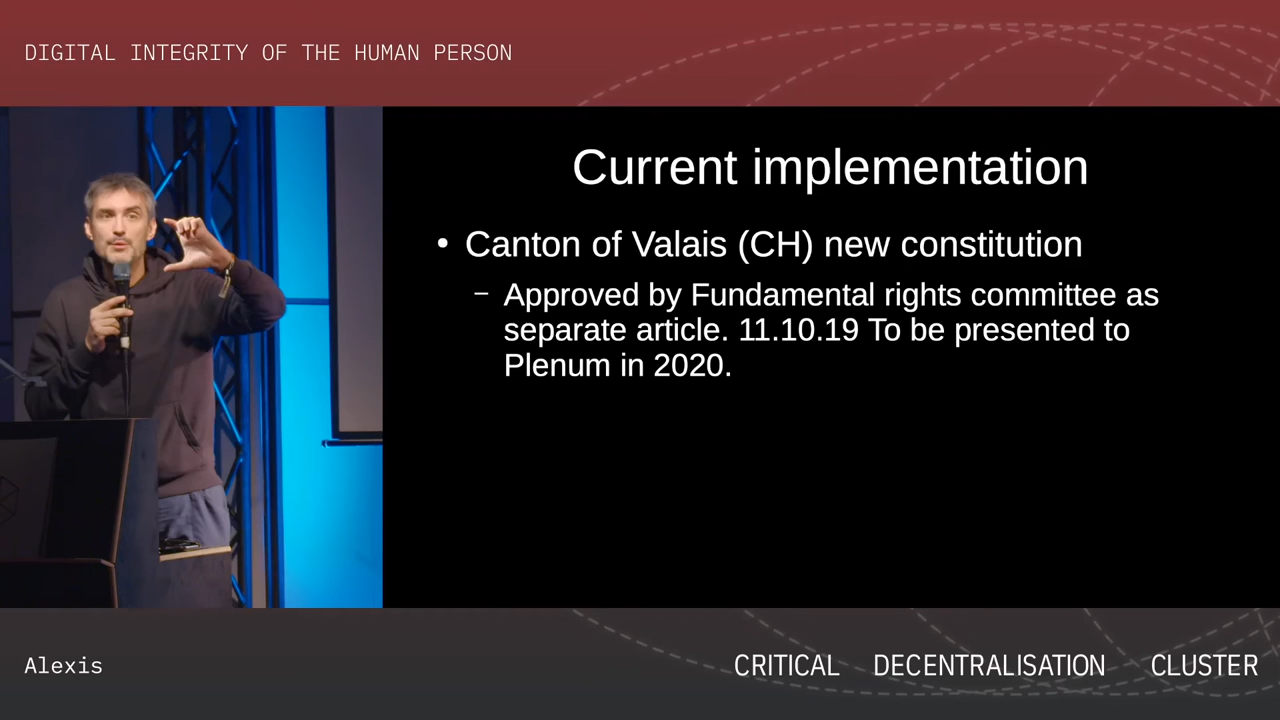 DIGITAL INTEGRITY OF THE HUMAN PERSON
Current implementation
• Canton of Valais (CH) new constitution
– Approved by Fundamental rights committee as
separate article. 11.10.19 To be presented to
Plenum in 2020.
Alexis
CRITICAL DECENTRALISATION CLUSTER